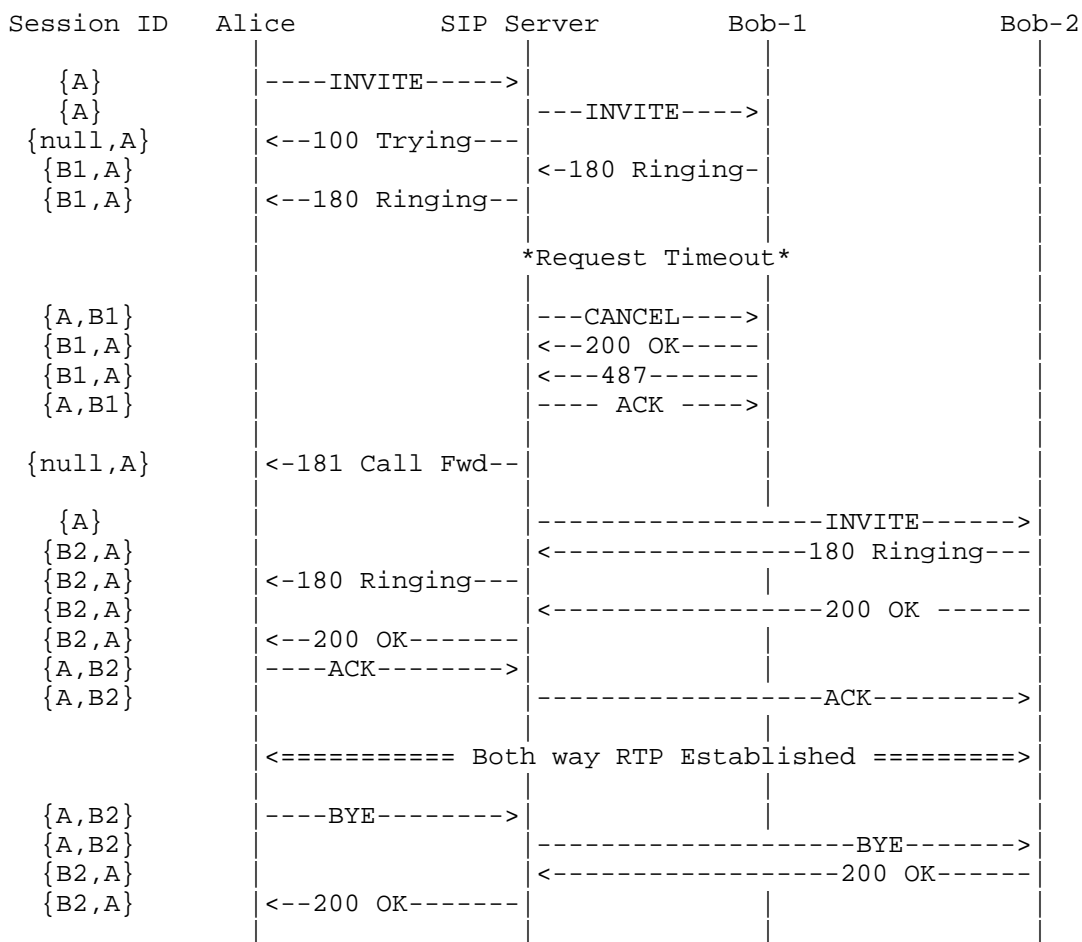 Session ID  Alice        SIP Server        Bob-1              Bob-2
                |                |              |                |
   {A}          |----INVITE----->|              |                |
   {A}          |                |---INVITE---->|                |
 {null,A}       |<--100 Trying---|              |                |
  {B1,A}        |                |<-180 Ringing-|                |
  {B1,A}        |<--180 Ringing--|              |                |
                |                |              |                |
                |               *Request Timeout*                |
                |                |              |                |
  {A,B1}        |                |---CANCEL---->|                |
  {B1,A}        |                |<--200 OK-----|                |
  {B1,A}        |                |<---487-------|                |
  {A,B1}        |                |---- ACK ---->|                |
                |                |              |                |
 {null,A}       |<-181 Call Fwd--|              |                |
                |                |              |                |
   {A}          |                |------------------INVITE------>|
  {B2,A}        |                |<----------------180 Ringing---|
  {B2,A}        |<-180 Ringing---|              |                |
  {B2,A}        |                |<-----------------200 OK ------|
  {B2,A}        |<--200 OK-------|              |                |
  {A,B2}        |----ACK-------->|              |                |
  {A,B2}        |                |------------------ACK--------->|
                |                |              |                |
                |<=========== Both way RTP Established =========>|
                |                |              |                |
  {A,B2}        |----BYE-------->|              |                |
  {A,B2}        |                |--------------------BYE------->|
  {B2,A}        |                |<------------------200 OK------|
  {B2,A}        |<--200 OK-------|              |                |
                |                |              |                |